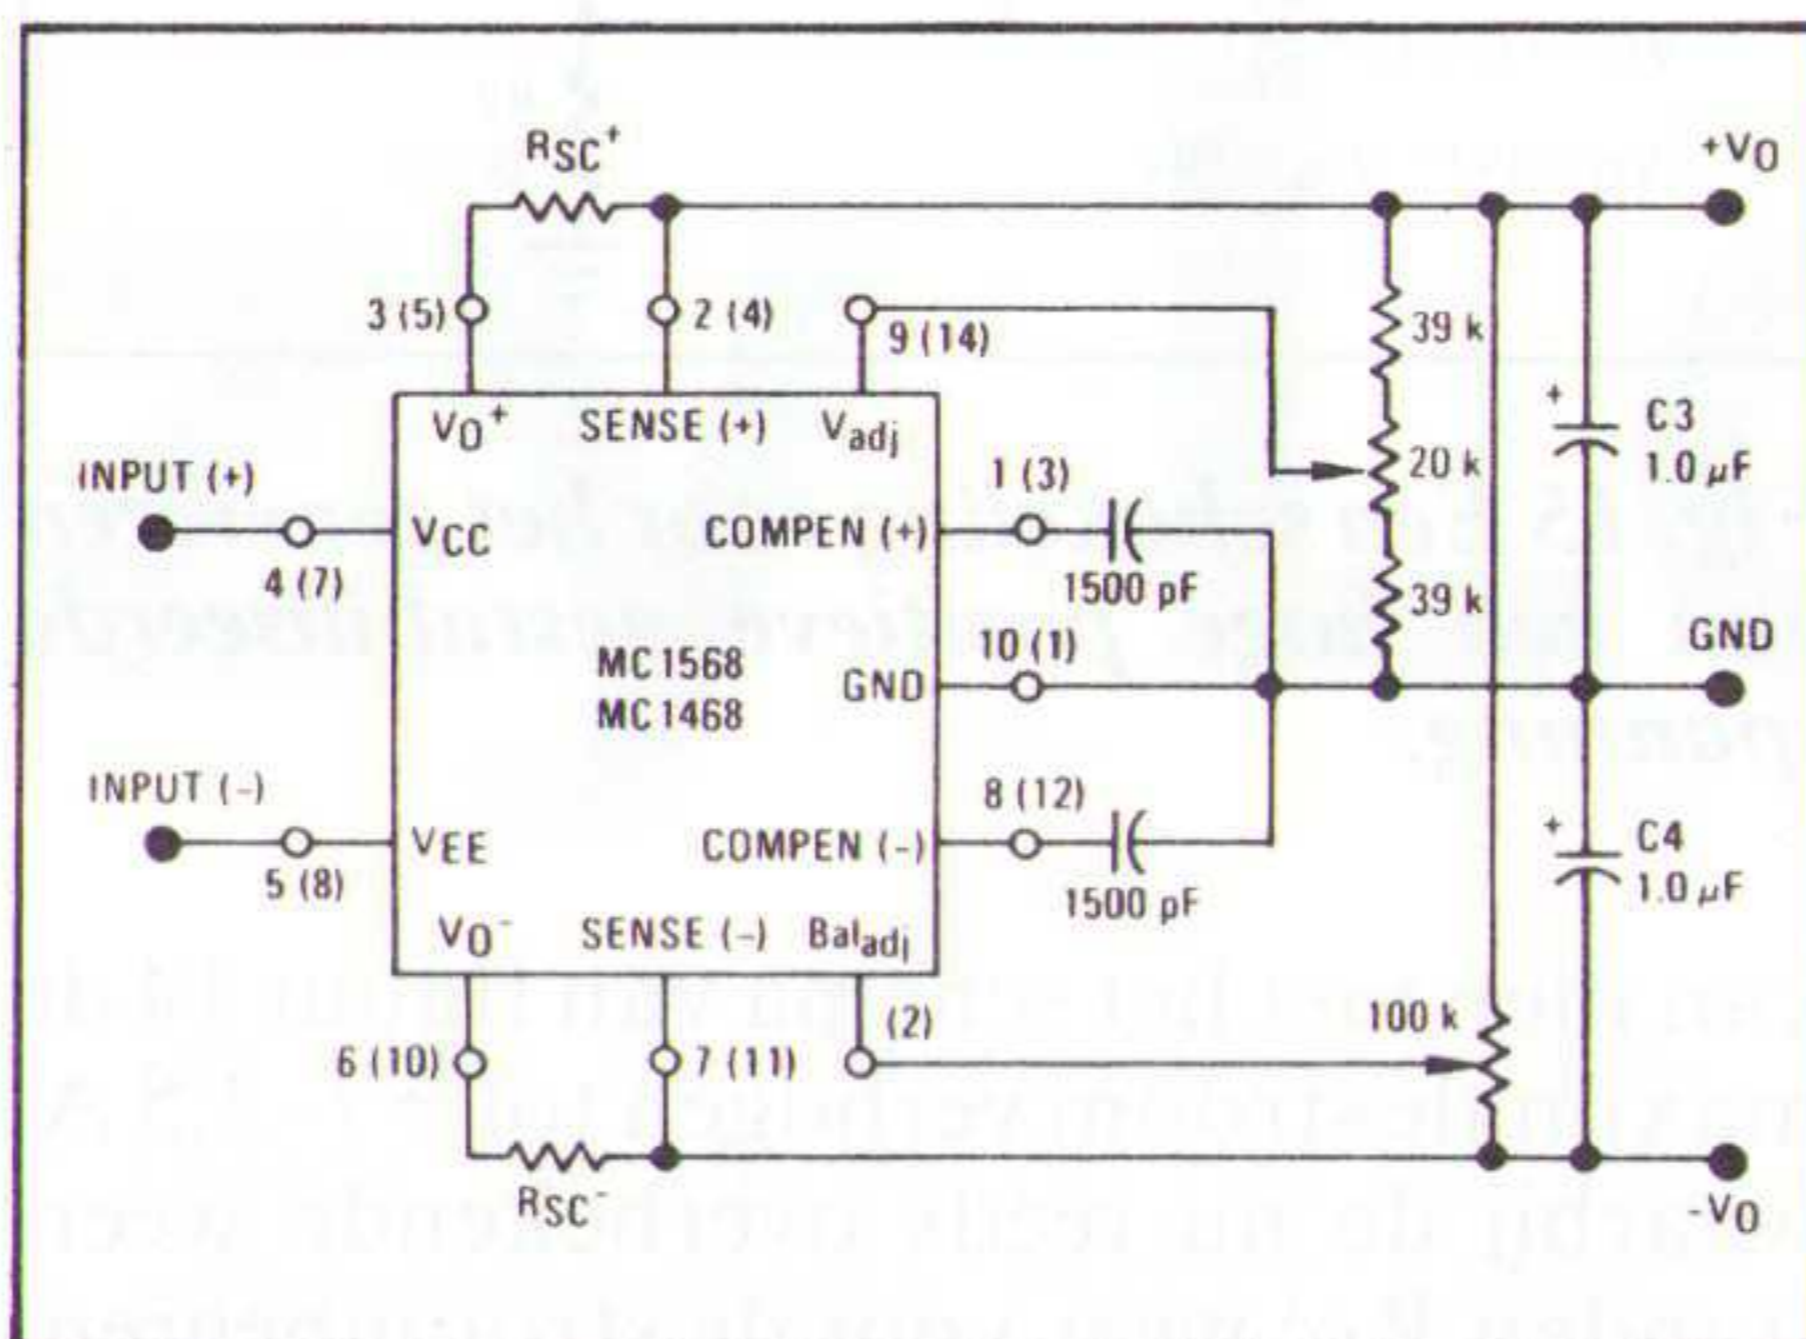 RSC+
+VO
3 (5)
2 (4)
9 (14)
39 k
VO+
SENSE (+)
Vadj
+
C3
1.0 µF
INPUT (+)
1 (3)
20 k
VCC
COMPEN (+)
4 (7)
1500 pF
39 k
MC1568
MC1468
10 (1)
GND
GND
INPUT (-)
8 (12)
+
C4
1.0 µF
VEE
COMPEN (-)
5 (8)
1500 pF
VO-
SENSE (-)
Baladj
(2)
100 k
6 (10)
7 (11)
RSC-
-VO